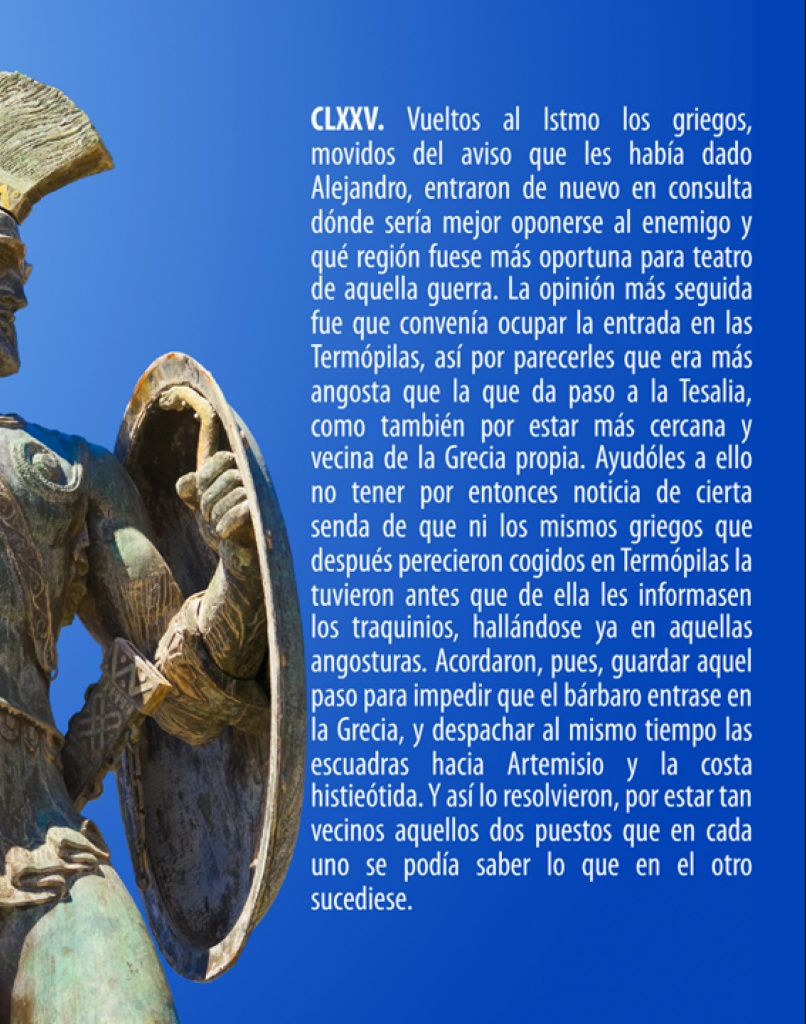 CLXXV. Vueltos al Istmo los griegos,
movidos del aviso que les había dado
Alejandro, entraron de nuevo en consulta
dónde sería mejor oponerse al enemigo y
qué región fuese más oportuna para teatro
de aquella guerra. La opinión más seguida
fue que convenía ocupar la entrada en las
Termópilas, así por parecerles que era más
angosta que la que da paso a la Tesalia,
como también por estar más cercana y
vecina de la Grecia propia. Ayudóles a ello
no tener por entonces noticia de cierta
senda de que ni los mismos griegos que
después perecieron cogidos en Termópilas la
tuvieron antes que de ella les informasen
los traquinios, hallándose ya en aquellas
angosturas. Acordaron, pues, guardar aquel
paso para impedir que el bárbaro entrase en
la Grecia, y despachar al mismo tiempo las
escuadras hacia Artemisio y la costa
histieótida. Y así lo resolvieron, por estar tan
vecinos aquellos dos puestos que en cada
uno se podía saber lo que en el otro
sucediese.